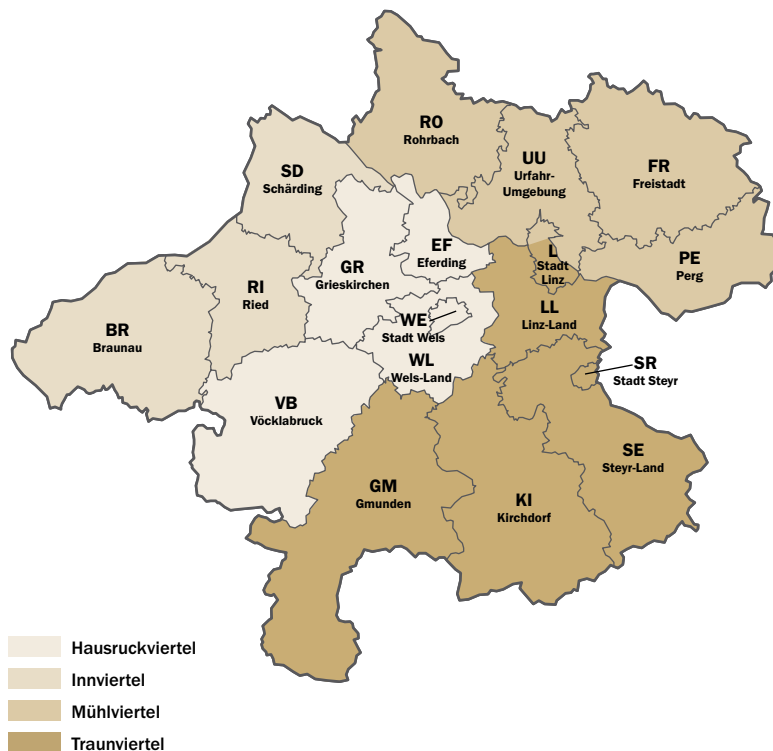 RO
Rohrbach
UU
Urfahr-
Umgebung
FR
Freistadt
SD
Schärding
EF
Eferding
GR
Grieskirchen
L
Stadt
Linz
PE
Perg
RI
Ried
BR
Braunau
WE
Stadt Wels
LL
Linz-Land
WL
Wels-Land
SR
Stadt Steyr
VB
Vöcklabruck
SE
Steyr-Land
GM
Gmunden
KI
Kirchdorf
Hausruckviertel
Innviertel
Mühlviertel
Traunviertel